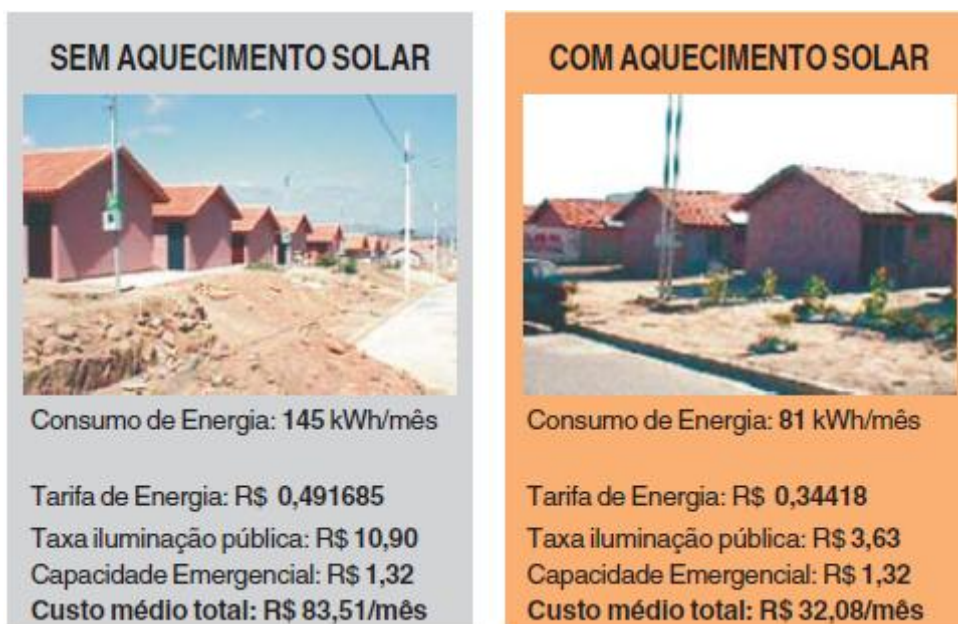 SEM AQUECIMENTO SOLAR
Consumo de Energia: 145 kWh/mês
Tarifa de Energia: R$ 0,491685
Taxa iluminação pública: R$ 10,90
Capacidade Emergencial: R$ 1,32
Custo médio total: R$ 83,51/mês
COM AQUECIMENTO SOLAR
Consumo de Energia: 81 kWh/mês
Tarifa de Energia: R$ 0,34418
Taxa iluminação pública: R$ 3,63
Capacidade Emergencial: R$ 1,32
Custo médio total: R$ 32,08/mês